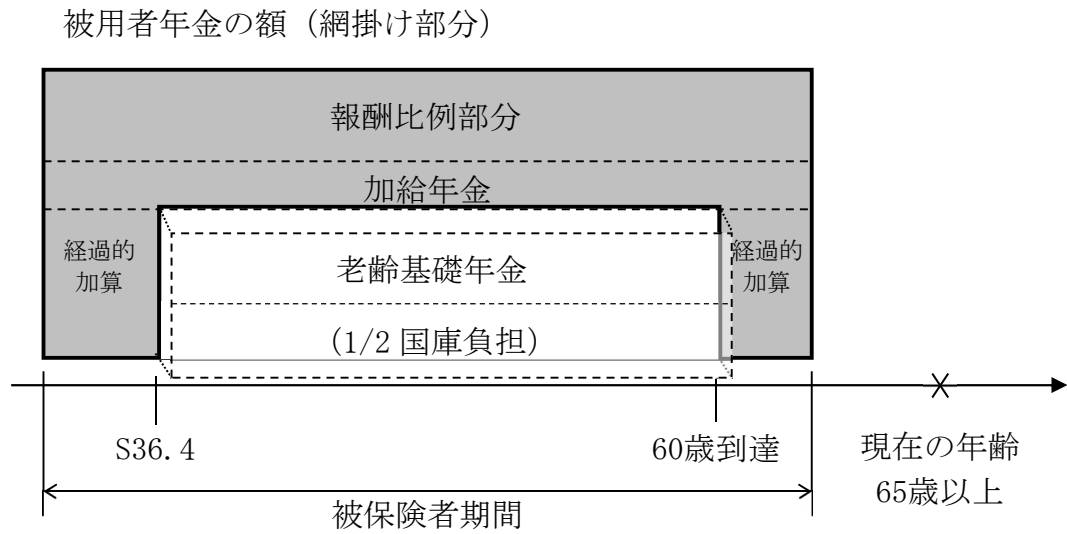 被用者年金の額（網掛け部分）
報酬比例部分
加給年金
経過的
加算
老齢基礎年金
(1/2 国庫負担)
経過的
加算
S36.4
60歳到達
現在の年齢
65歳以上
被保険者期間